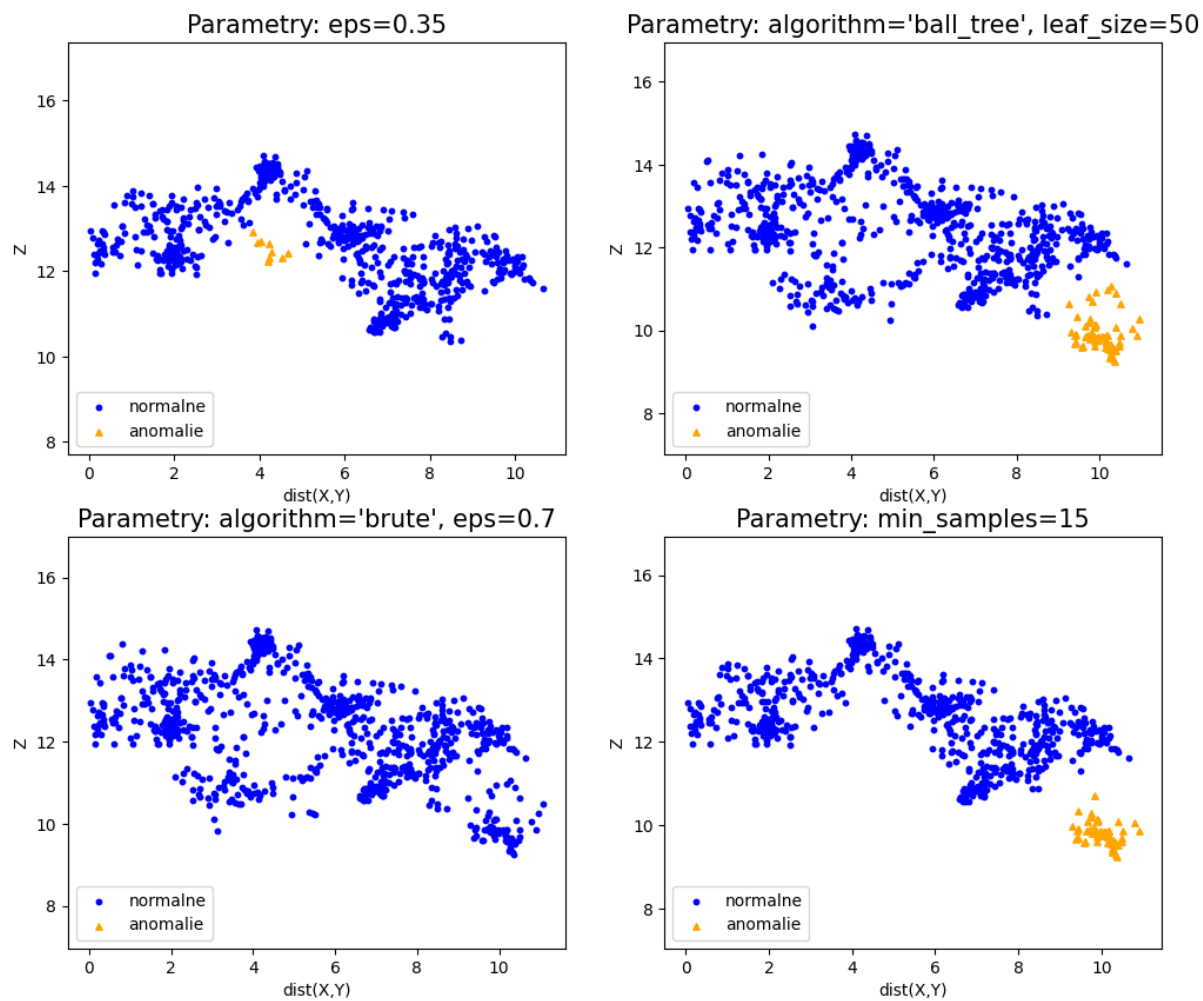 Parametry: eps=0.35
16
14
12
10
8
Z
normalne
anomalie
0 2 4 6 8 10
dist(X,Y)
Parametry: algorithm='ball_tree', leaf_size=50
16
14
12
10
8
Z
normalne
anomalie
0 2 4 6 8 10
dist(X,Y)
Parametry: algorithm='brute', eps=0.7
16
14
12
10
8
Z
normalne
anomalie
0 2 4 6 8 10
dist(X,Y)
Parametry: min_samples=15
16
14
12
10
8
Z
normalne
anomalie
0 2 4 6 8 10
dist(X,Y)